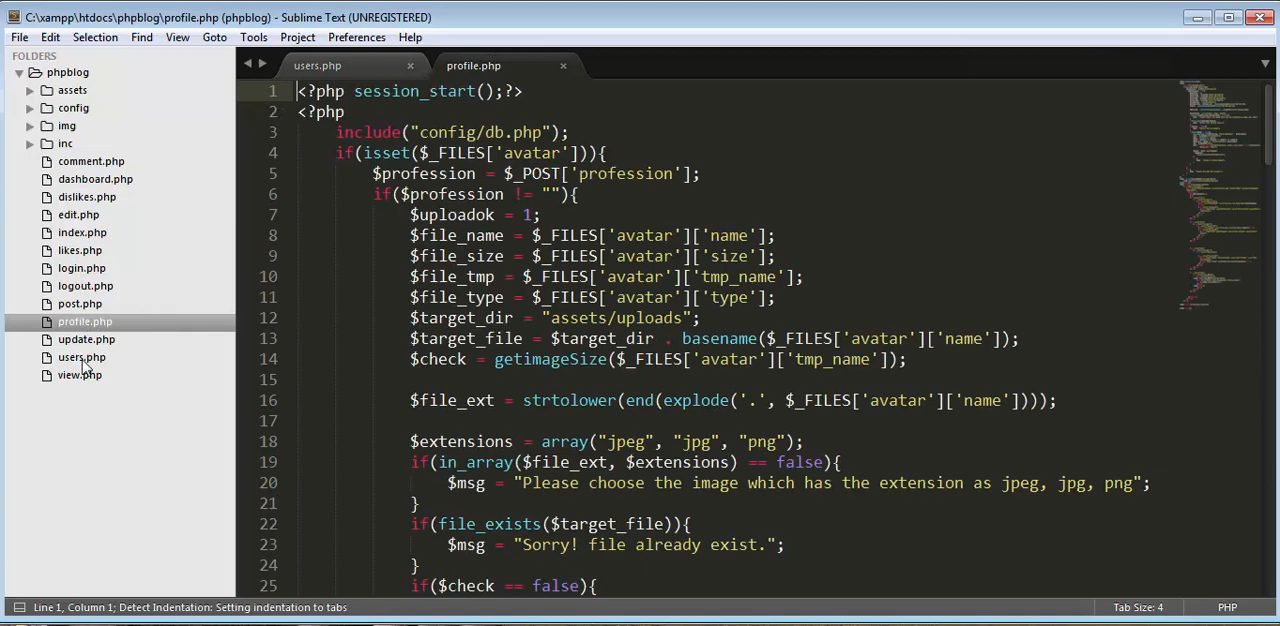 C:\xampp\htdocs\phpblog\profile.php (phpblog) - Sublime Text (UNREGISTERED)
File Edit Selection Find View Goto Tools Project Preferences Help
FOLDERS
phpblog
assets
config
img
inc
comment.php
dashboard.php
dislikes.php
edit.php
index.php
likes.php
login.php
logout.php
post.php
profile.php
update.php
users.php
view.php
users.php × profile.php ×
1 <?php session_start();?>
2 <?php
3 include("config/db.php");
4 if(isset($_FILES['avatar'])){
5 $profession = $_POST['profession'];
6 if($profession != ""){
7 $uploadok = 1;
8 $file_name = $_FILES['avatar']['name'];
9 $file_size = $_FILES['avatar']['size'];
10 $file_tmp = $_FILES['avatar']['tmp_name'];
11 $file_type = $_FILES['avatar']['type'];
12 $target_dir = "assets/uploads";
13 $target_file = $target_dir . basename($_FILES['avatar']['name']);
14 $check = getimageSize($_FILES['avatar']['tmp_name']);
15
16 $file_ext = strtolower(end(explode('.', $_FILES['avatar']['name'])));
17
18 $extensions = array("jpeg", "jpg", "png");
19 if(in_array($file_ext, $extensions) == false){
20 $msg = "Please choose the image which has the extension as jpeg, jpg, png";
21 }
22 if(file_exists($target_file)){
23 $msg = "Sorry! file already exist.";
24 }
25 if($check == false){
Line 1, Column 1; Detect Indentation: Setting indentation to tabs Tab Size: 4 PHP